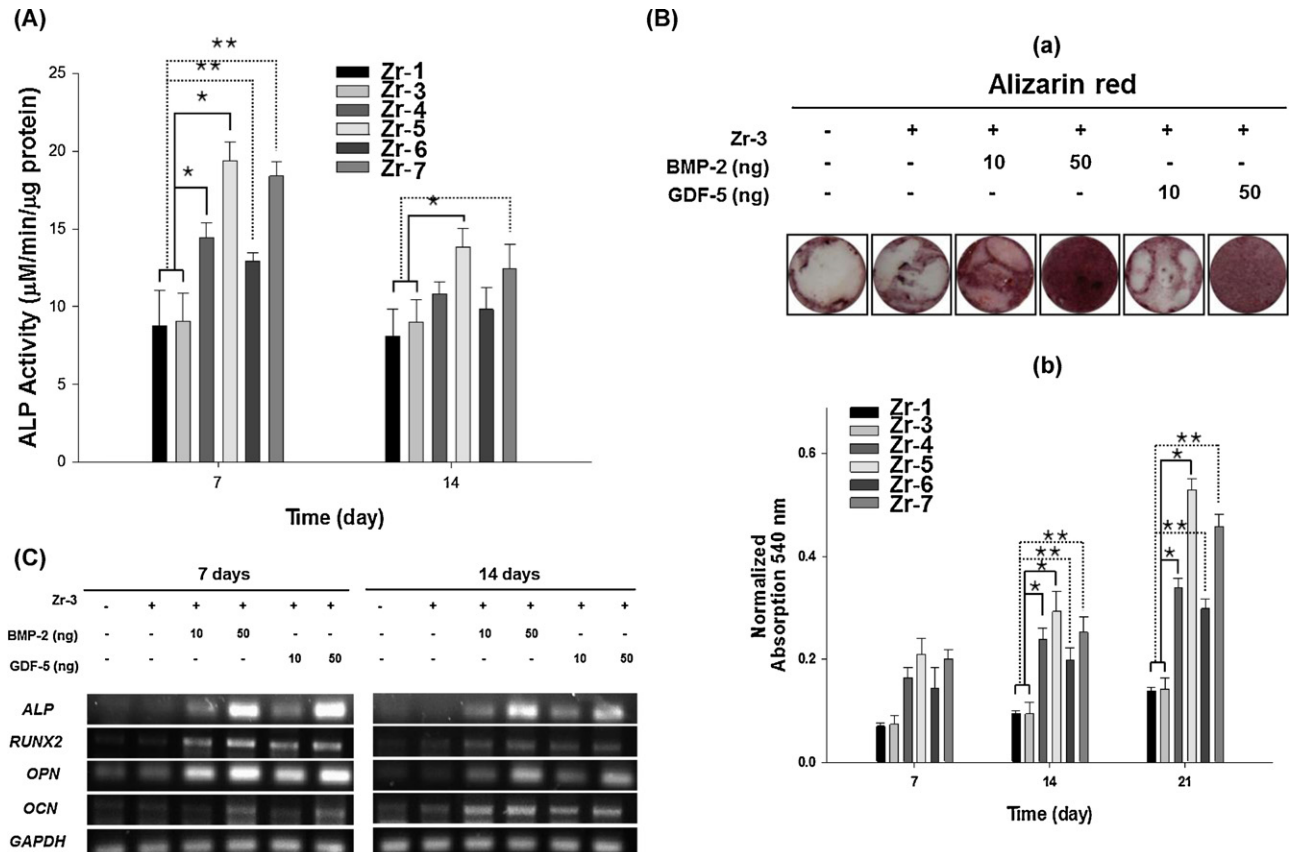 (A)
** 
**
*
*
*
25
20
15
10
5
0
ALP Activity (μM/min/μg protein)
Zr-1
Zr-3
Zr-4
Zr-5
Zr-6
Zr-7
7 14
Time (day)
(B)
(a)
Alizarin red
Zr-3 - + + + + +
BMP-2 (ng) - - 10 50 - -
GDF-5 (ng) - - - - 10 50
(b)
Zr-1
Zr-3
Zr-4
Zr-5
Zr-6
Zr-7
**
*
**
*
**
**
*
*
0.6
0.4
0.2
0.0
Normalized
Absorption 540 nm
7 14 21
Time (day)
(C)
7 days 14 days
Zr-3 - + + + + + - + + + + +
BMP-2 (ng) - - 10 50 - - - - 10 50 - -
GDF-5 (ng) - - - - 10 50 - - - - 10 50
ALP
RUNX2
OPN
OCN
GAPDH